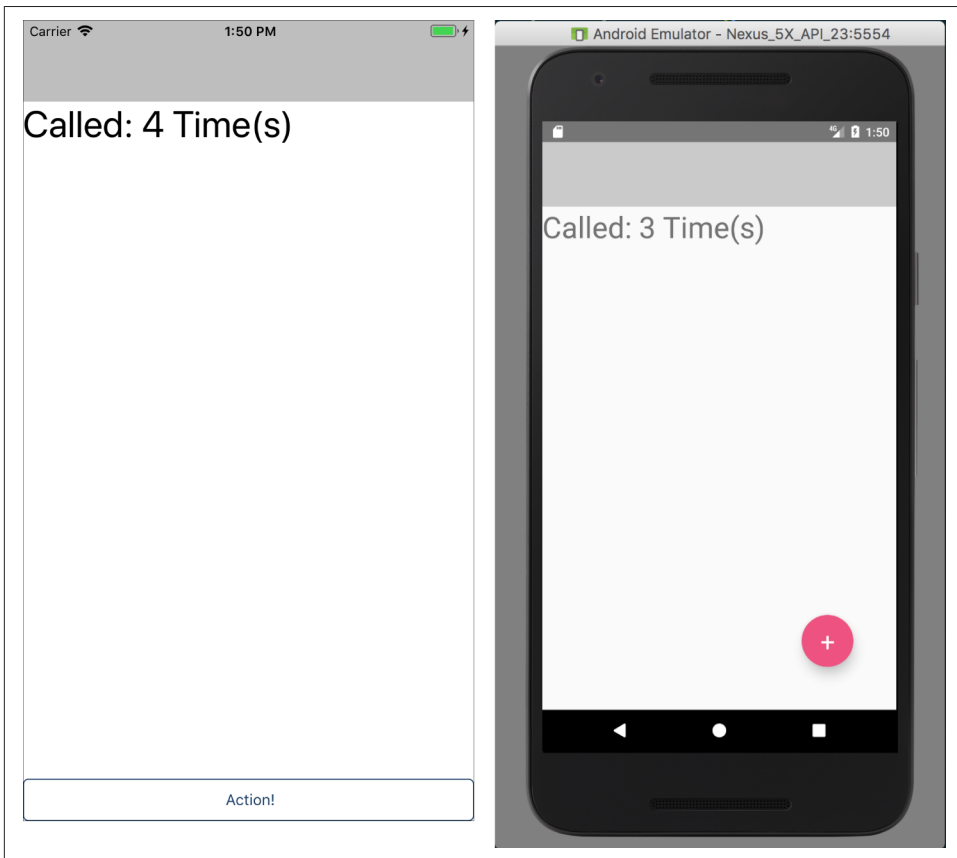 Carrier
1:50 PM
Called: 4 Time(s)
Action!
Android Emulator - Nexus_5X_API_23:5554
4G 1:50
Called: 3 Time(s)
+